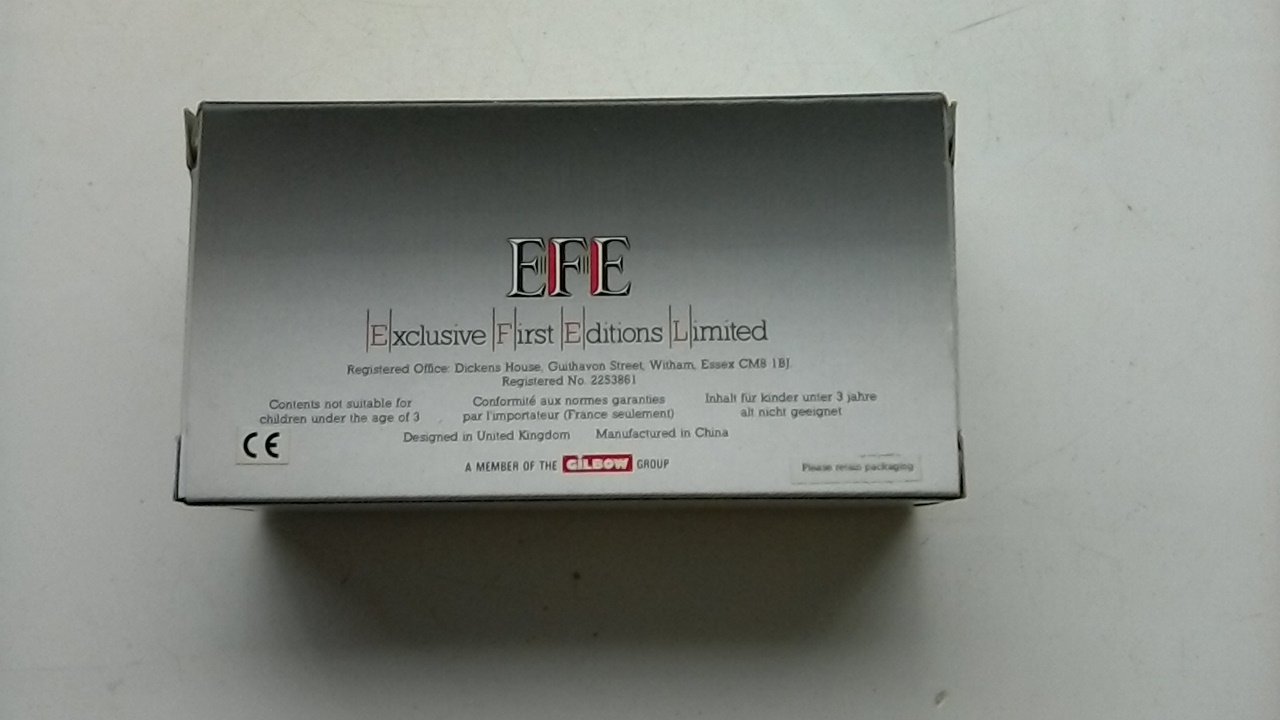 EFE
Exclusive First Editions Limited
Registered Office: Dickens House, Guithavon Street, Witham, Essex CM8 1BJ.
Registered No. 2253861
Contents not suitable for
children under the age of 3
Conformité aux normes garanties
par l'importateur (France seulement)
Inhalt für kinder unter 3 jahre
alt nicht geeignet
CE
Designed in United Kingdom Manufactured in China
A MEMBER OF THE GILBOW GROUP
Please retain packaging